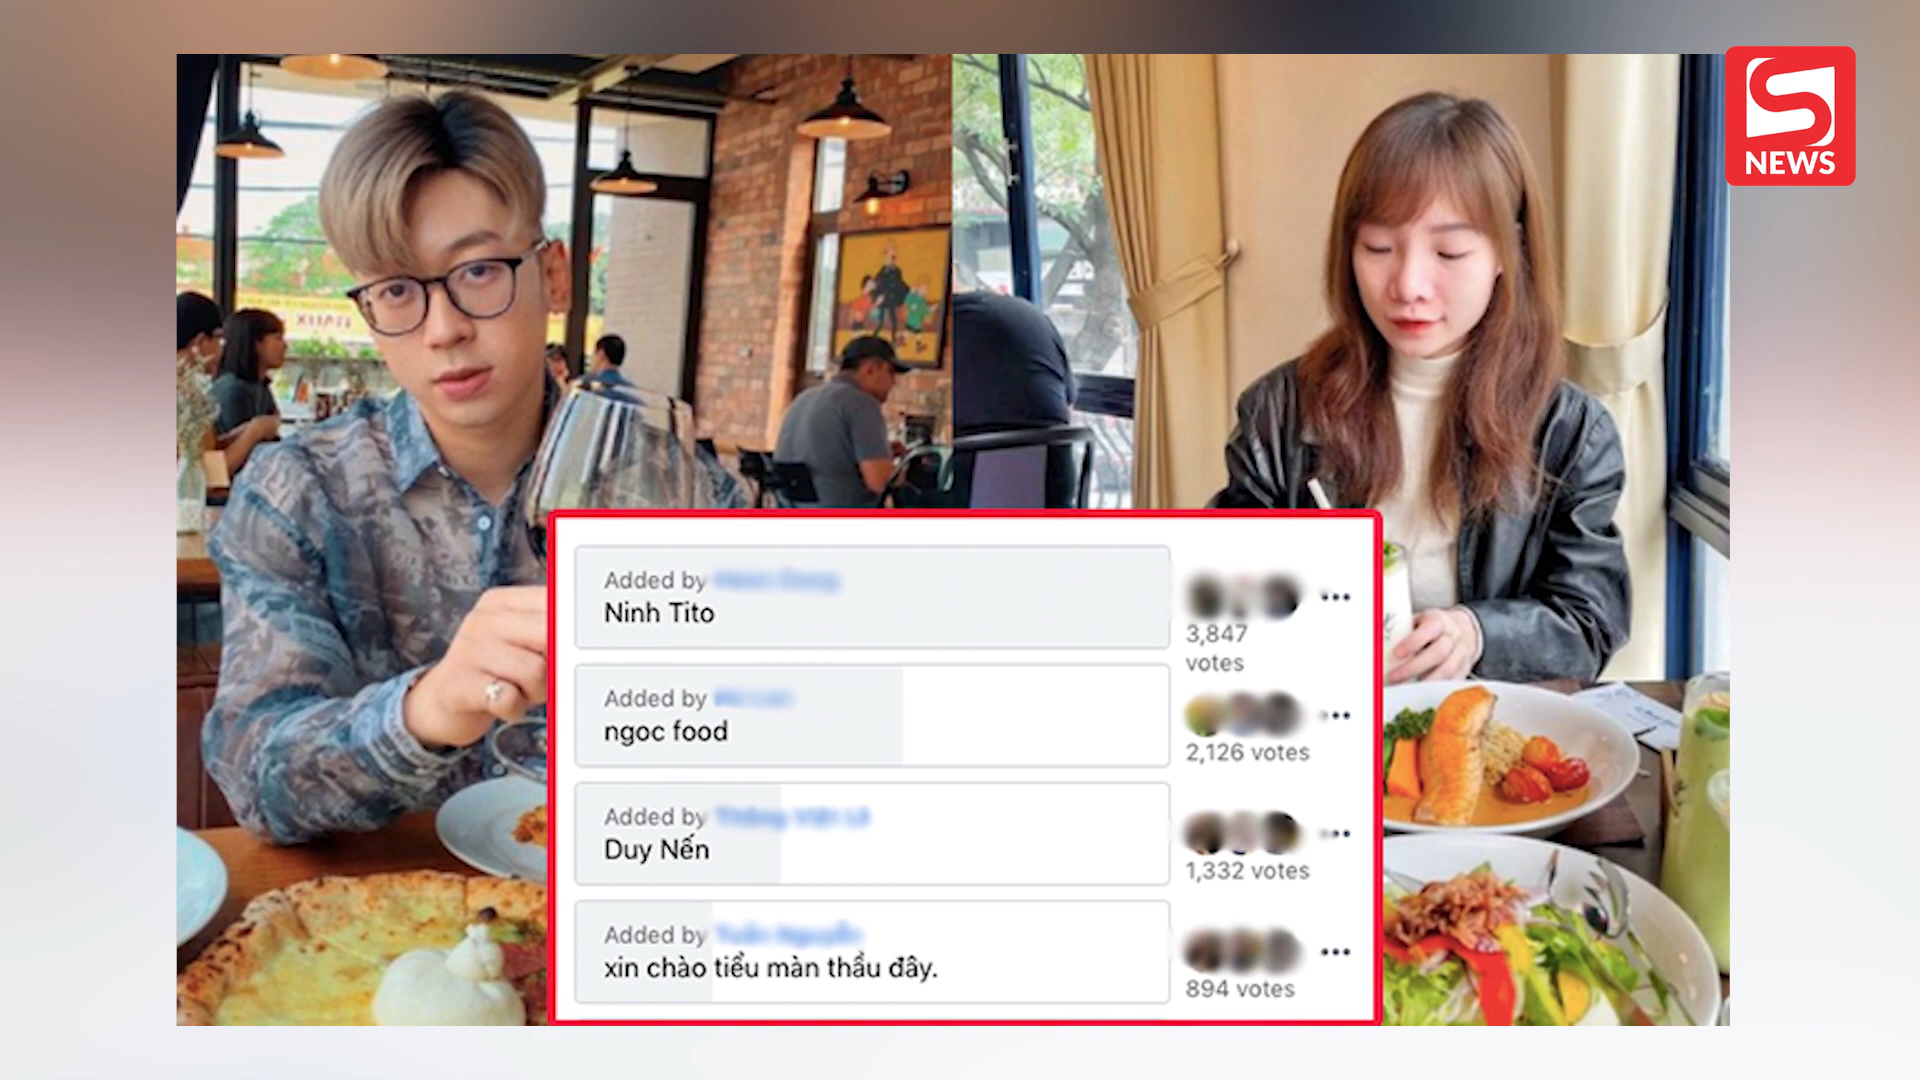 NEWS
Added by
Ninh Tito
3,847
votes
Added by
ngoc food
2,126 votes
Added by
Duy Nến
1,332 votes
Added by
xin chào tiểu màn thầu đây.
894 votes